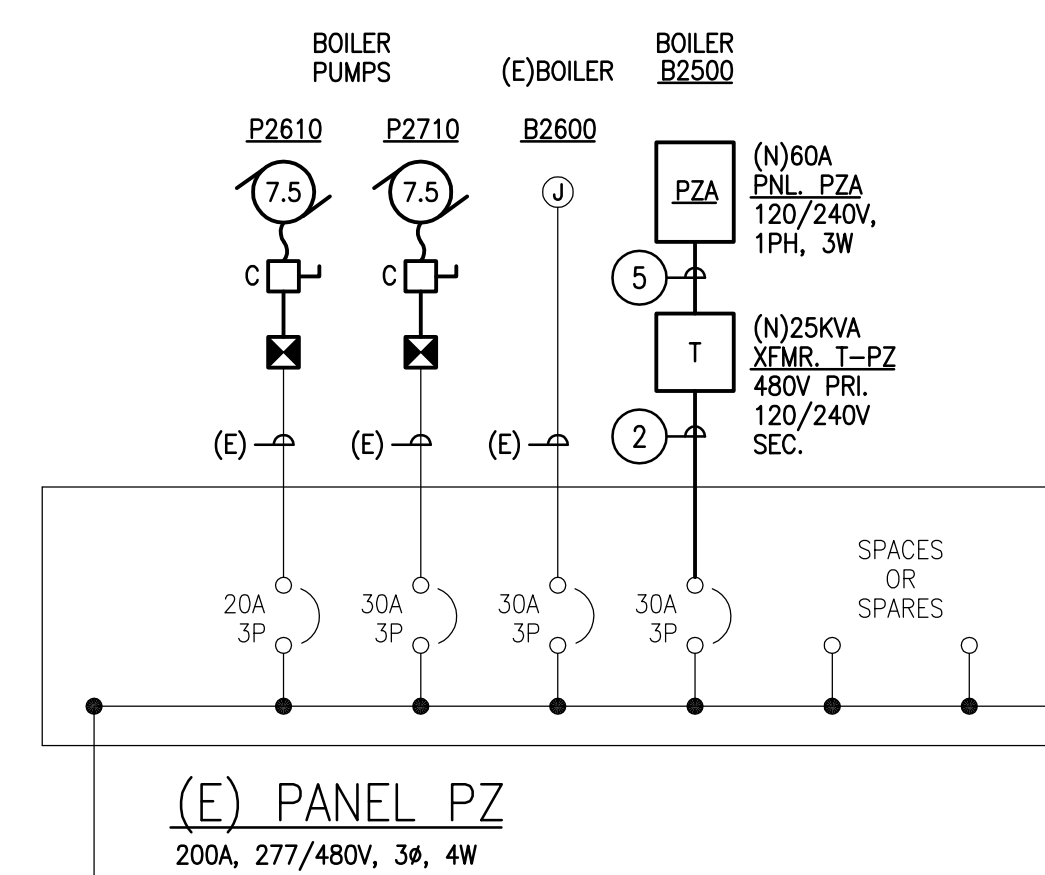 BOILER
PUMPS
(E)BOILER
BOILER
B2500
P2610
P2710
B2600
7.5
7.5
J
PZA
(N)60A
PNL. PZA
120/240V,
1PH, 3W
C
C
5
T
(N)25KVA
XFMR. T-PZ
480V PRI.
120/240V
SEC.
(E)
(E)
(E)
2
20A
3P
30A
3P
30A
3P
30A
3P
SPACES
OR
SPARES
(E) PANEL PZ
200A, 277/480V, 3ø, 4W